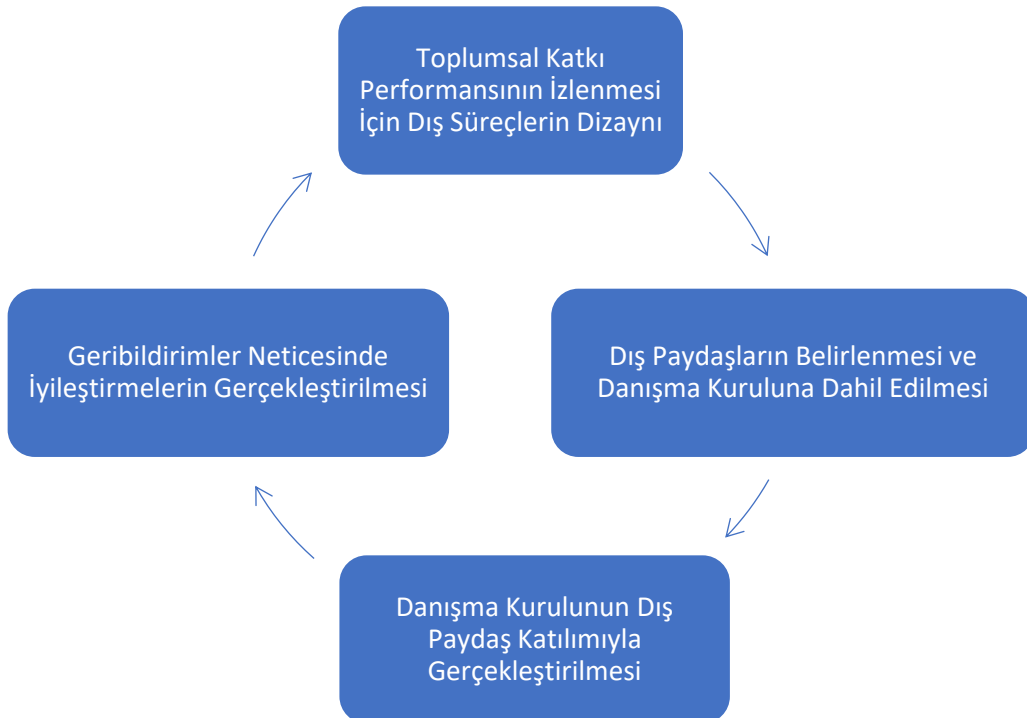 Toplumsal Katkı
Performansının İzlenmesi
İçin Dış Süreçlerin Dizaynı
Dış Paydaşların Belirlenmesi ve
Danışma Kuruluna Dahil Edilmesi
Danışma Kurulunun Dış
Paydaş Katılımıyla
Gerçekleştirilmesi
Geribildirimler Neticesinde
İyileştirmelerin Gerçekleştirilmesi